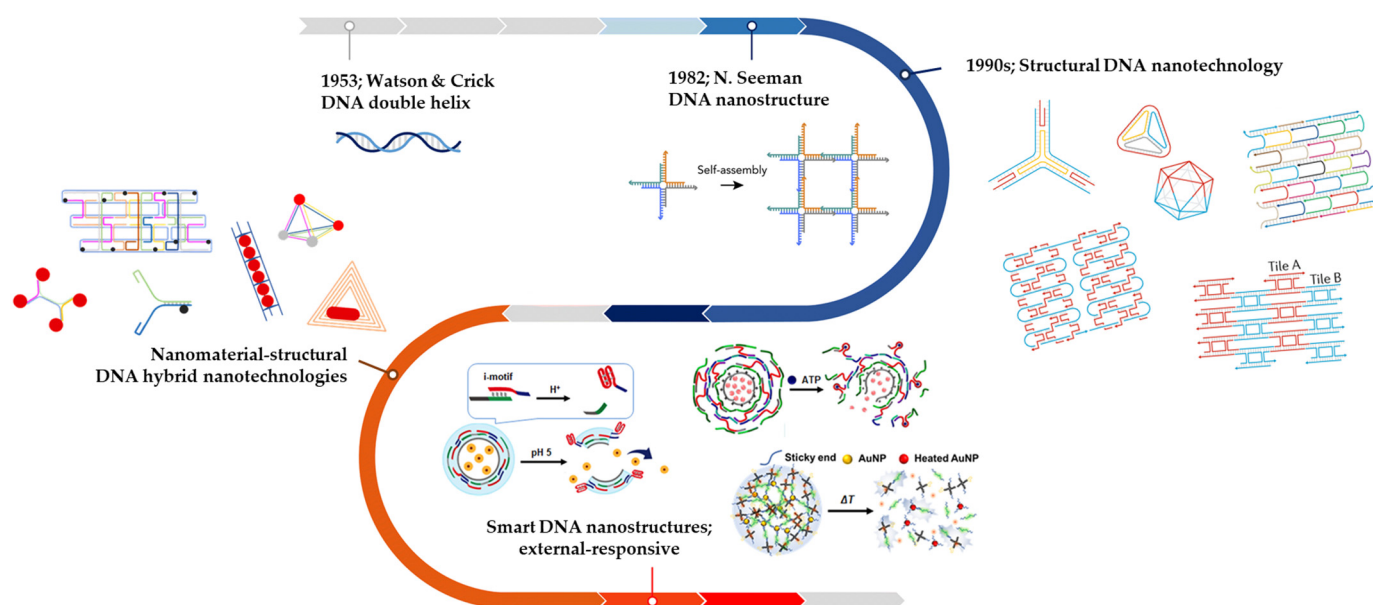 1953; Watson & Crick
DNA double helix
1982; N. Seeman
DNA nanostructure
Self-assembly
1990s; Structural DNA nanotechnology
Tile A
Tile B
Nanomaterial-structural
DNA hybrid nanotechnologies
i-motif
H⁺
pH 5
ATP
Sticky end
AuNP
Heated AuNP
ΔT
Smart DNA nanostructures;
external-responsive